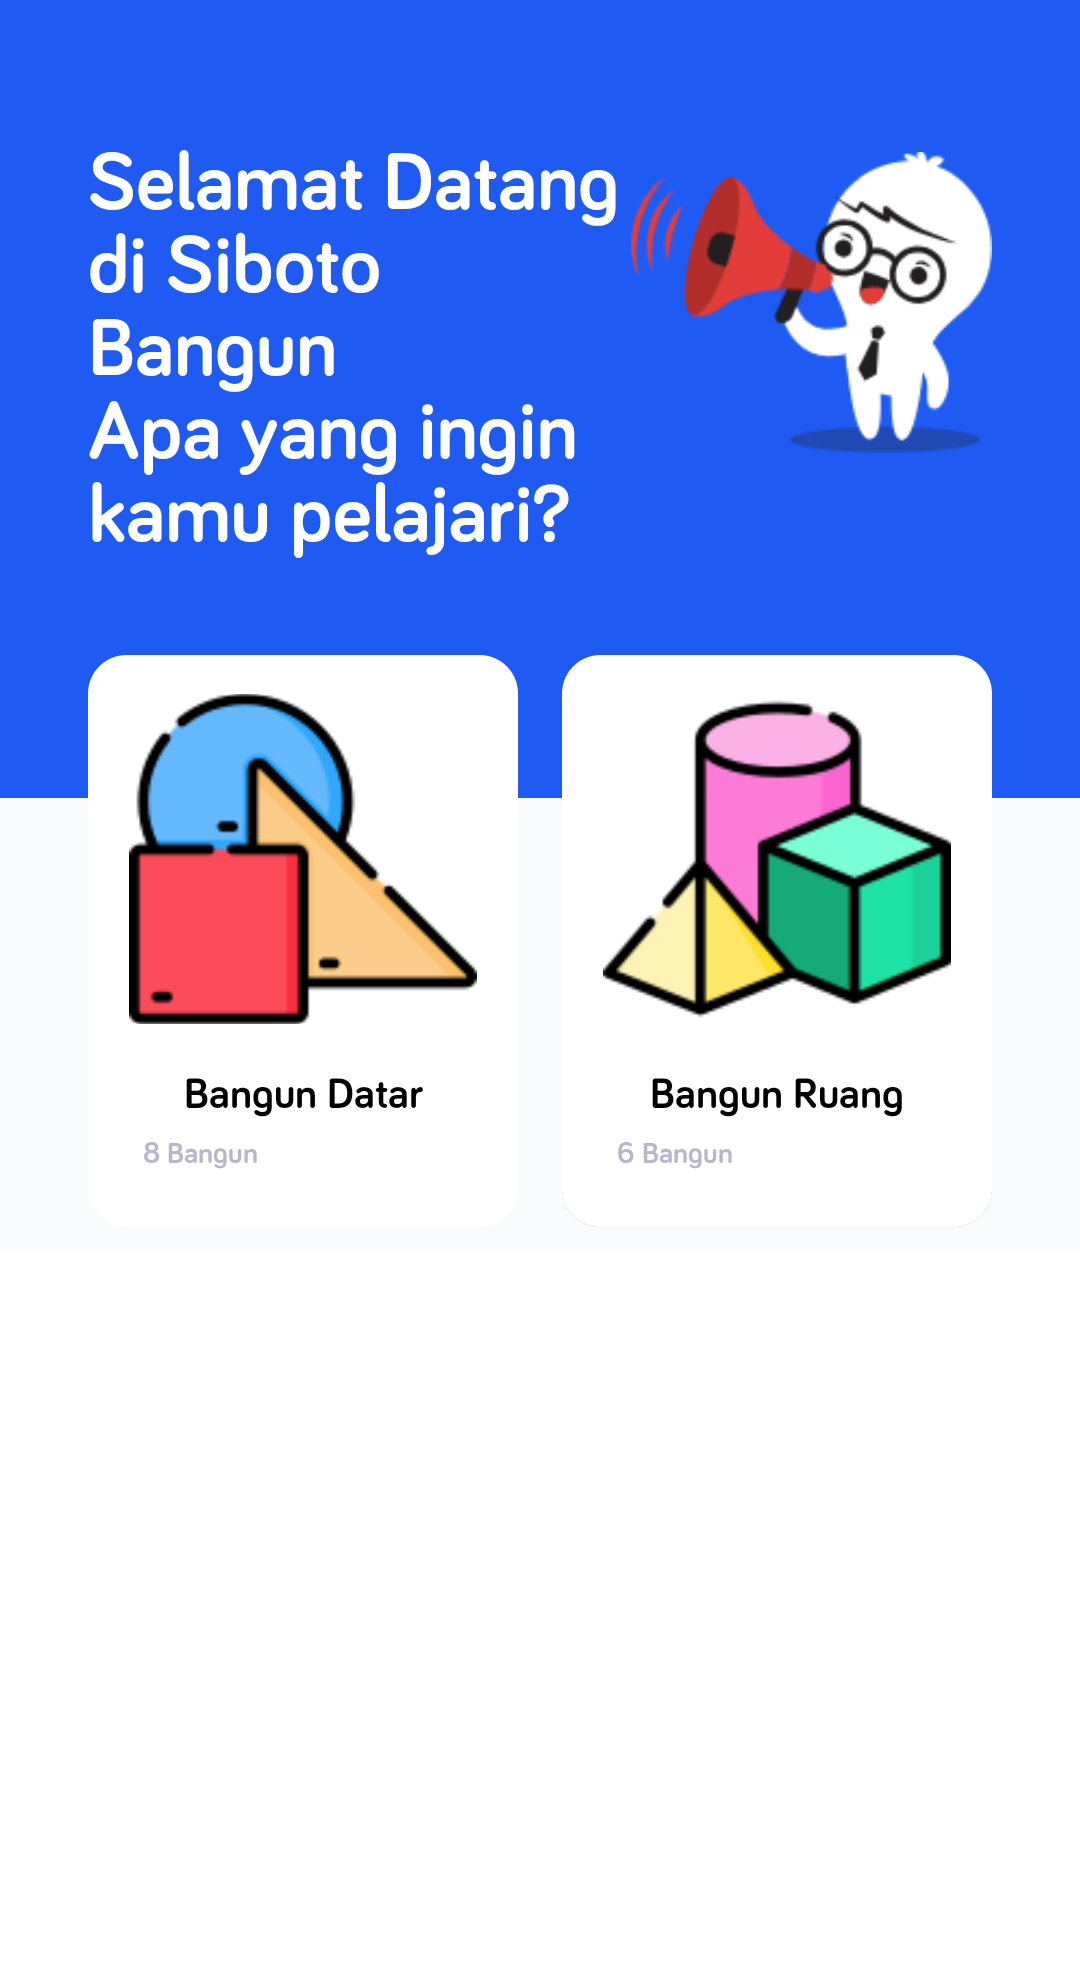 Selamat Datang
di Siboto
Bangun
Apa yang ingin
kamu pelajari?
Bangun Datar
8 Bangun
Bangun Ruang
6 Bangun